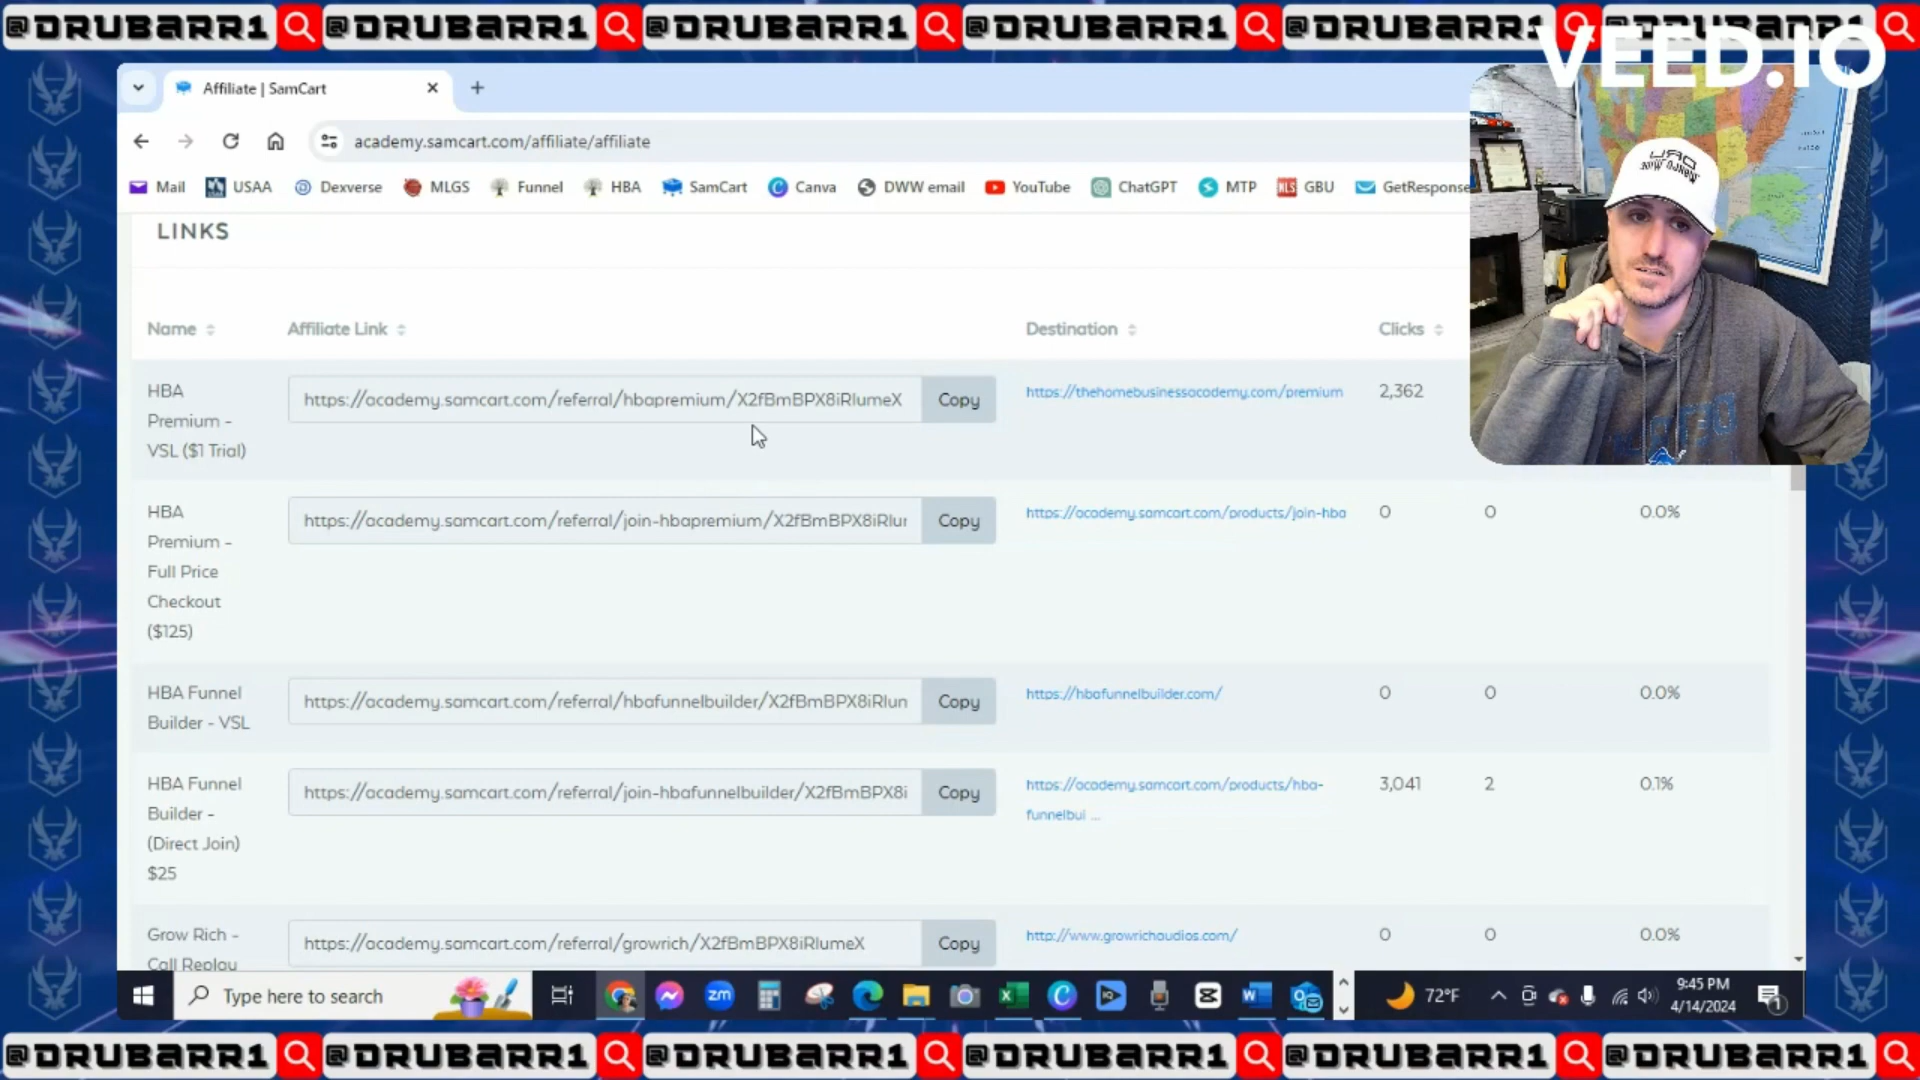 @DRUBARR1 @DRUBARR1 @DRUBARR1 @DRUBARR1 @DRUBARR1 @DRUBARR1
VEED.IO
Affiliate | SamCart
academy.samcart.com/affiliate/affiliate
Mail USAA Dexverse MLGS Funnel HBA SamCart Canva DWW email YouTube ChatGPT MTP GBU GetResponse
LINKS
Name Affiliate Link Destination Clicks
HBA
Premium -
VSL ($1 Trial)
https://academy.samcart.com/referral/hbapremium/X2fBmBPX8iRlumeX Copy https://thehomebusinessacademy.com/premium 2,362
HBA
Premium -
Full Price
Checkout
($125)
https://academy.samcart.com/referral/join-hbapremium/X2fBmBPX8iRlur Copy https://academy.samcart.com/products/join-hba 0 0 0.0%
HBA Funnel
Builder - VSL
https://academy.samcart.com/referral/hbafunnelbuilder/X2fBmBPX8iRlun Copy https://hbafunnelbuilder.com/ 0 0 0.0%
HBA Funnel
Builder -
(Direct Join)
$25
https://academy.samcart.com/referral/join-hbafunnelbuilder/X2fBmBPX8i Copy https://academy.samcart.com/products/hba-
funnelbui ...
3,041 2 0.1%
Grow Rich -
Call Replay
https://academy.samcart.com/referral/growrich/X2fBmBPX8iRlumeX Copy http://www.growrichaudios.com/ 0 0 0.0%
Type here to search
72°F
9:45 PM
4/14/2024
@DRUBARR1 @DRUBARR1 @DRUBARR1 @DRUBARR1 @DRUBARR1 @DRUBARR1